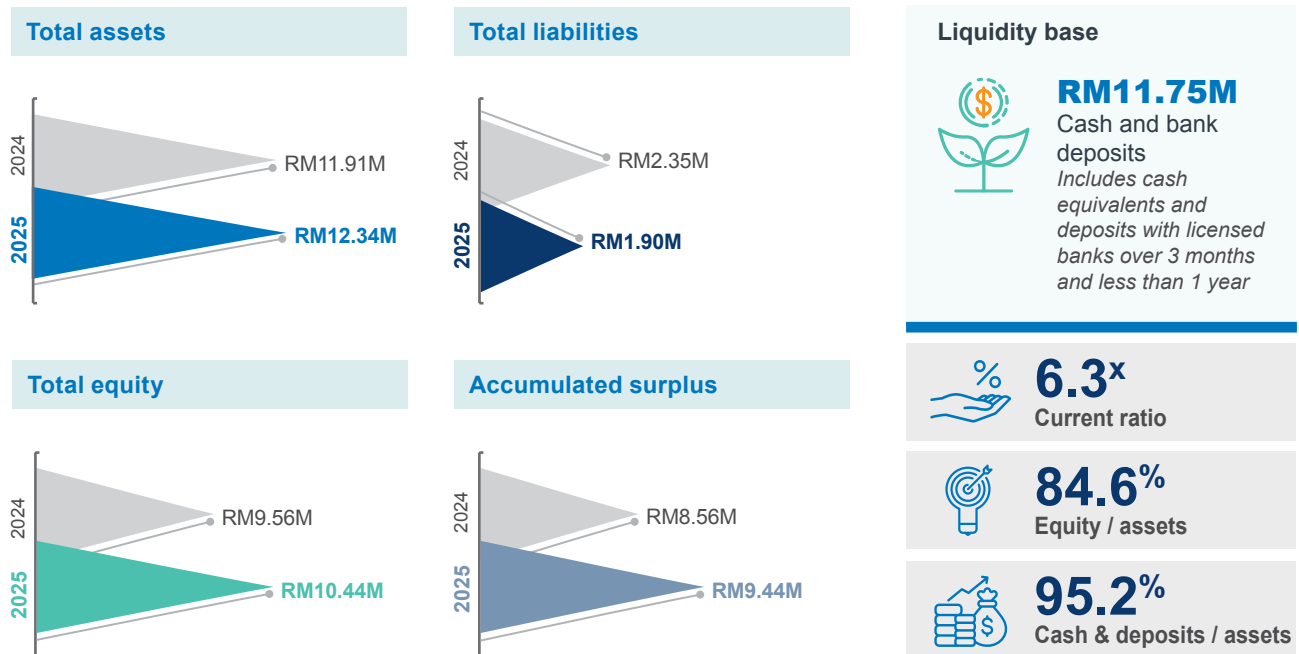 Total assets
2024
RM11.91M
2025
RM12.34M
Total liabilities
2024
RM2.35M
2025
RM1.90M
Total equity
2024
RM9.56M
2025
RM10.44M
Accumulated surplus
2024
RM8.56M
2025
RM9.44M
Liquidity base
$
RM11.75M
Cash and bank
deposits
Includes cash
equivalents and
deposits with licensed
banks over 3 months
and less than 1 year
%
6.3x
Current ratio
84.6%
Equity / assets
$
95.2%
Cash & deposits / assets